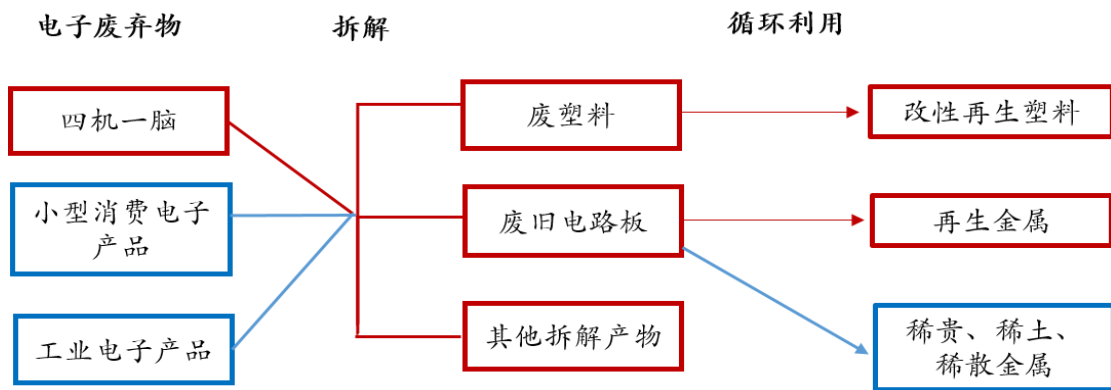 电子废弃物
拆解
循环利用
四机一脑
废塑料
改性再生塑料
小型消费电子
产品
废旧电路板
再生金属
工业电子产品
其他拆解产物
稀贵、稀土、
稀散金属